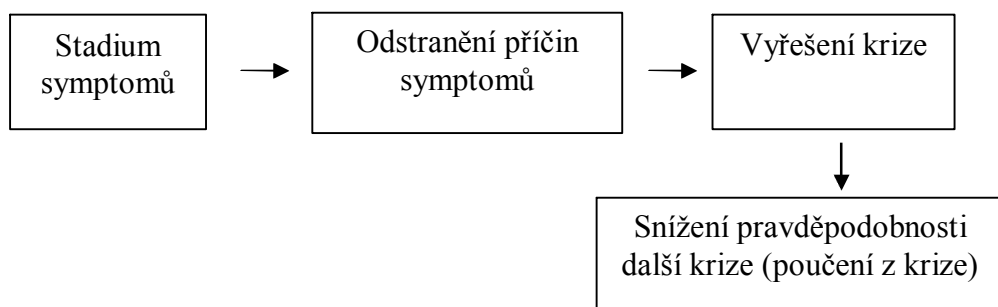 Stadium
symptomů
Odstranění příčin
symptomů
Vyřešení krize
Snížení pravděpodobnosti
další krize (poučení z krize)